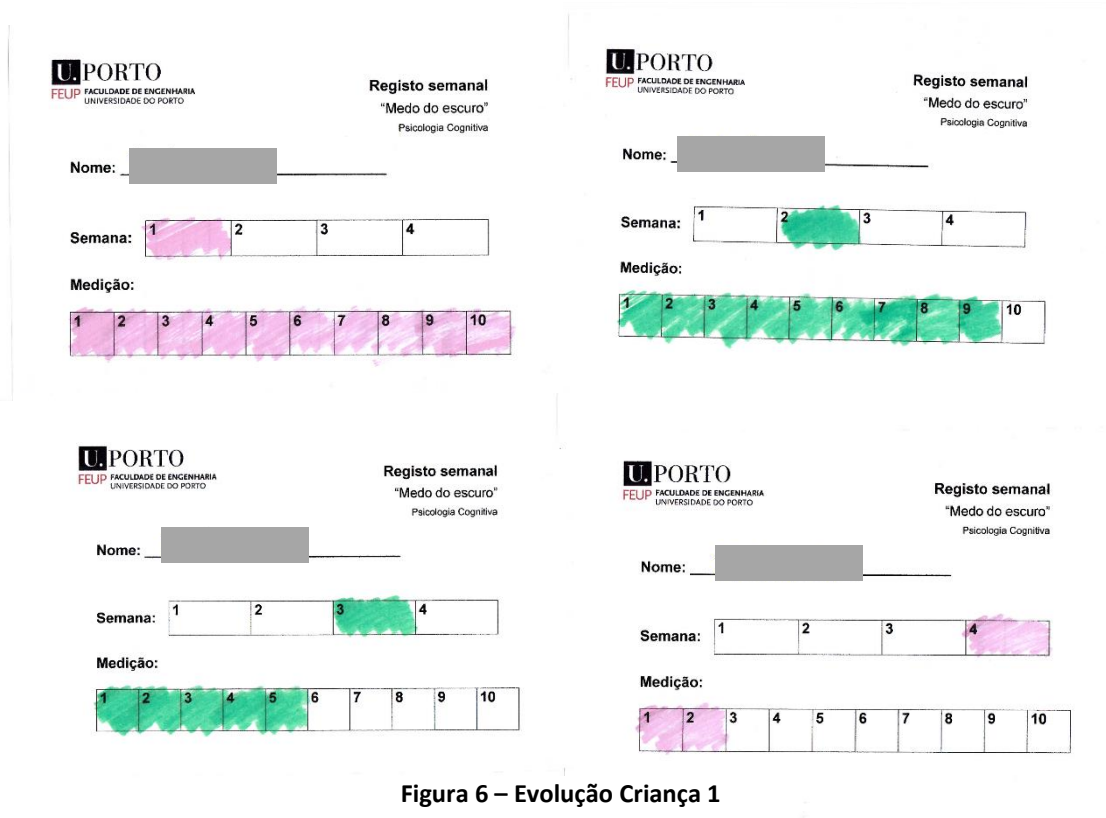 U. PORTO
FEUP FACULDADE DE ENGENHARIA
UNIVERSIDADE DO PORTO
Registo semanal
“Medo do escuro”
Psicologia Cognitiva
Nome:
Semana: 1 2 3 4
Medição:
1 2 3 4 5 6 7 8 9 10
U. PORTO
FEUP FACULDADE DE ENGENHARIA
UNIVERSIDADE DO PORTO
Registo semanal
“Medo do escuro”
Psicologia Cognitiva
Nome:
Semana: 1 2 3 4
Medição:
1 2 3 4 5 6 7 8 9 10
U. PORTO
FEUP FACULDADE DE ENGENHARIA
UNIVERSIDADE DO PORTO
Registo semanal
“Medo do escuro”
Psicologia Cognitiva
Nome:
Semana: 1 2 3 4
Medição:
1 2 3 4 5 6 7 8 9 10
U. PORTO
FEUP FACULDADE DE ENGENHARIA
UNIVERSIDADE DO PORTO
Registo semanal
“Medo do escuro”
Psicologia Cognitiva
Nome:
Semana: 1 2 3 4
Medição:
1 2 3 4 5 6 7 8 9 10
Figura 6 – Evolução Criança 1